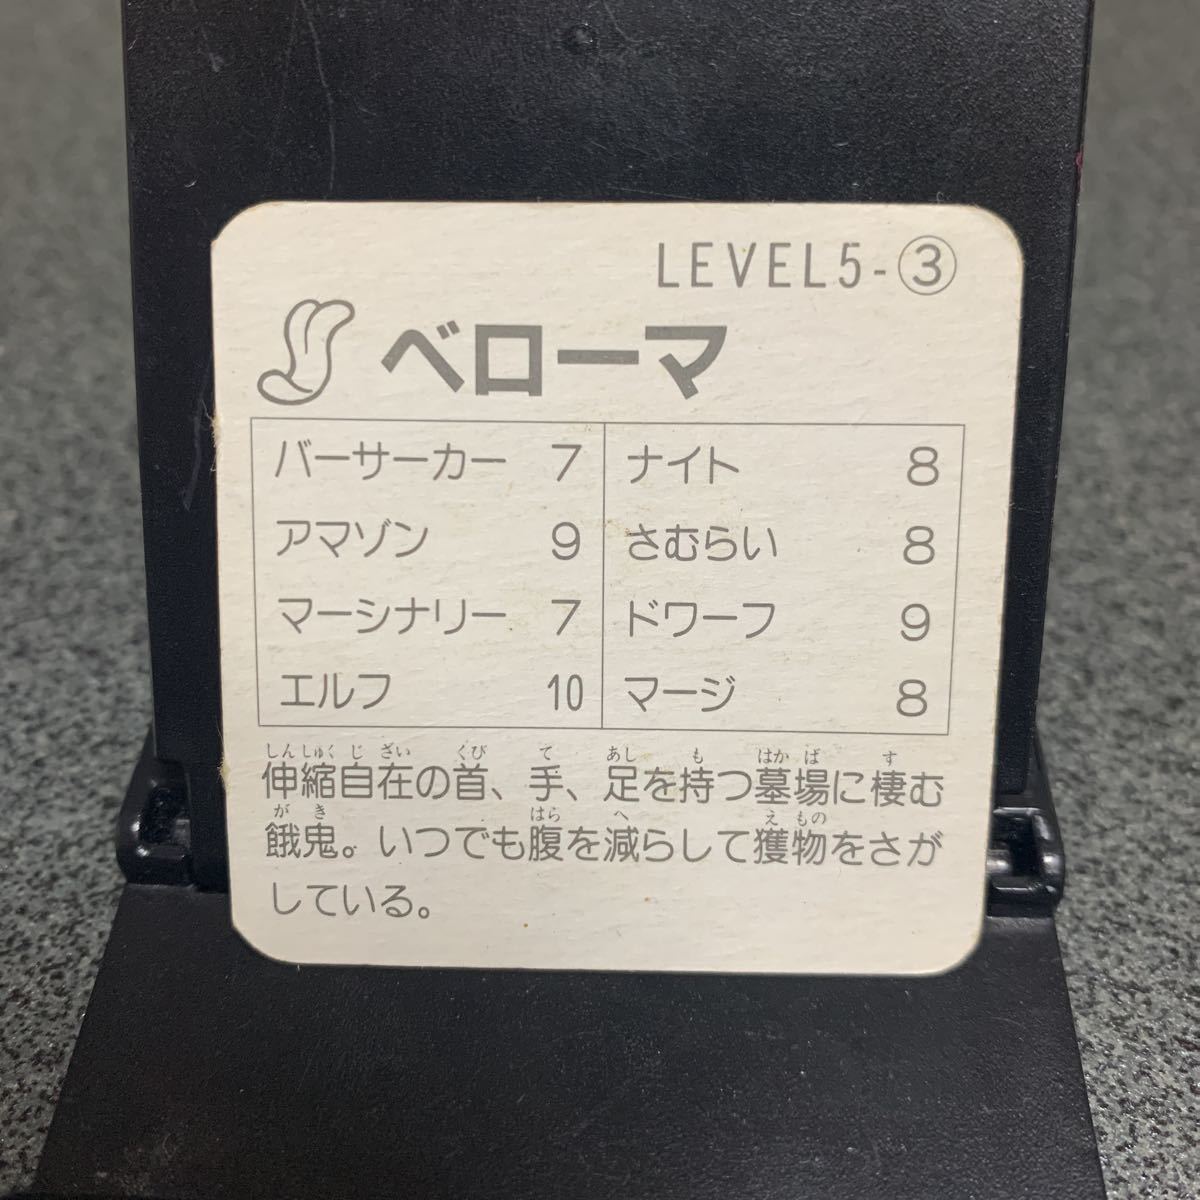 LEVEL5-③
ベローマ
バーサーカー 7 ナイト 8
アマゾン 9 さむらい 8
マーシナリー 7 ドワーフ 9
エルフ 10 マージ 8
しんしゅくじざい くび て あし も はかば す
伸縮自在の首、手、足を持つ墓場に棲む
がき はら へ えもの
餓鬼。いつでも腹を減らして獲物をさが
している。